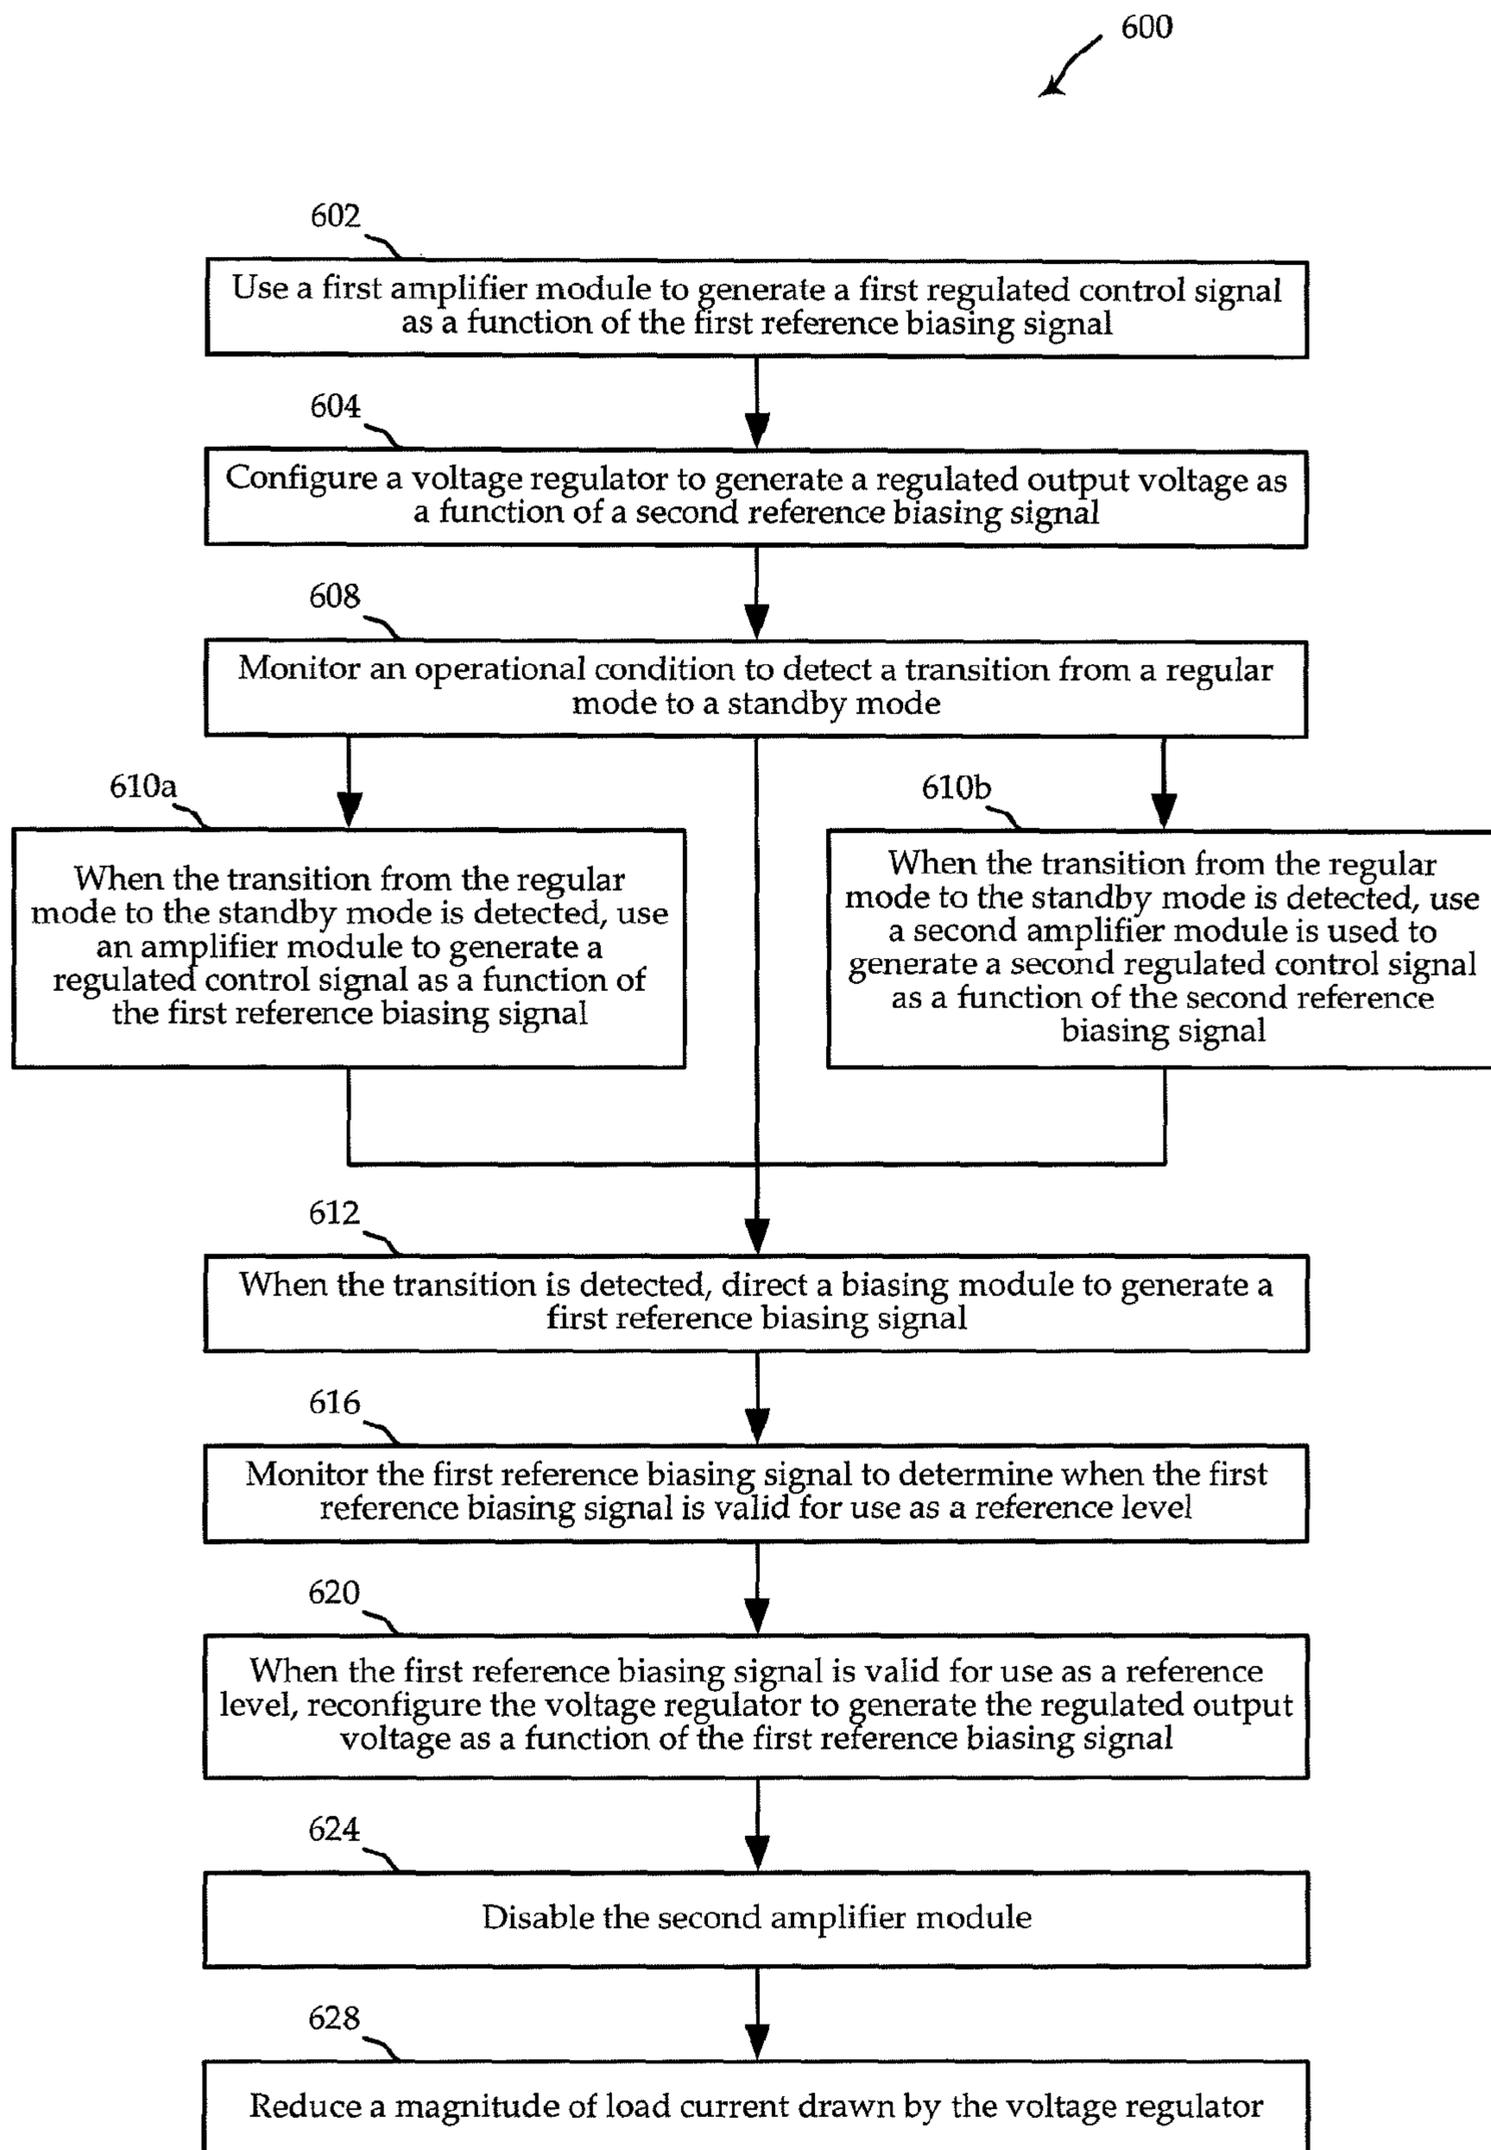 600
602
Use a first amplifier module to generate a first regulated control signal
as a function of the first reference biasing signal
604
Configure a voltage regulator to generate a regulated output voltage as
a function of a second reference biasing signal
608
Monitor an operational condition to detect a transition from a regular
mode to a standby mode
610a
When the transition from the regular
mode to the standby mode is detected, use
an amplifier module to generate a
regulated control signal as a function of
the first reference biasing signal
610b
When the transition from the regular
mode to the standby mode is detected, use
a second amplifier module is used to
generate a second regulated control signal
as a function of the second reference
biasing signal
612
When the transition is detected, direct a biasing module to generate a
first reference biasing signal
616
Monitor the first reference biasing signal to determine when the first
reference biasing signal is valid for use as a reference level
620
When the first reference biasing signal is valid for use as a reference
level, reconfigure the voltage regulator to generate the regulated output
voltage as a function of the first reference biasing signal
624
Disable the second amplifier module
628
Reduce a magnitude of load current drawn by the voltage regulator